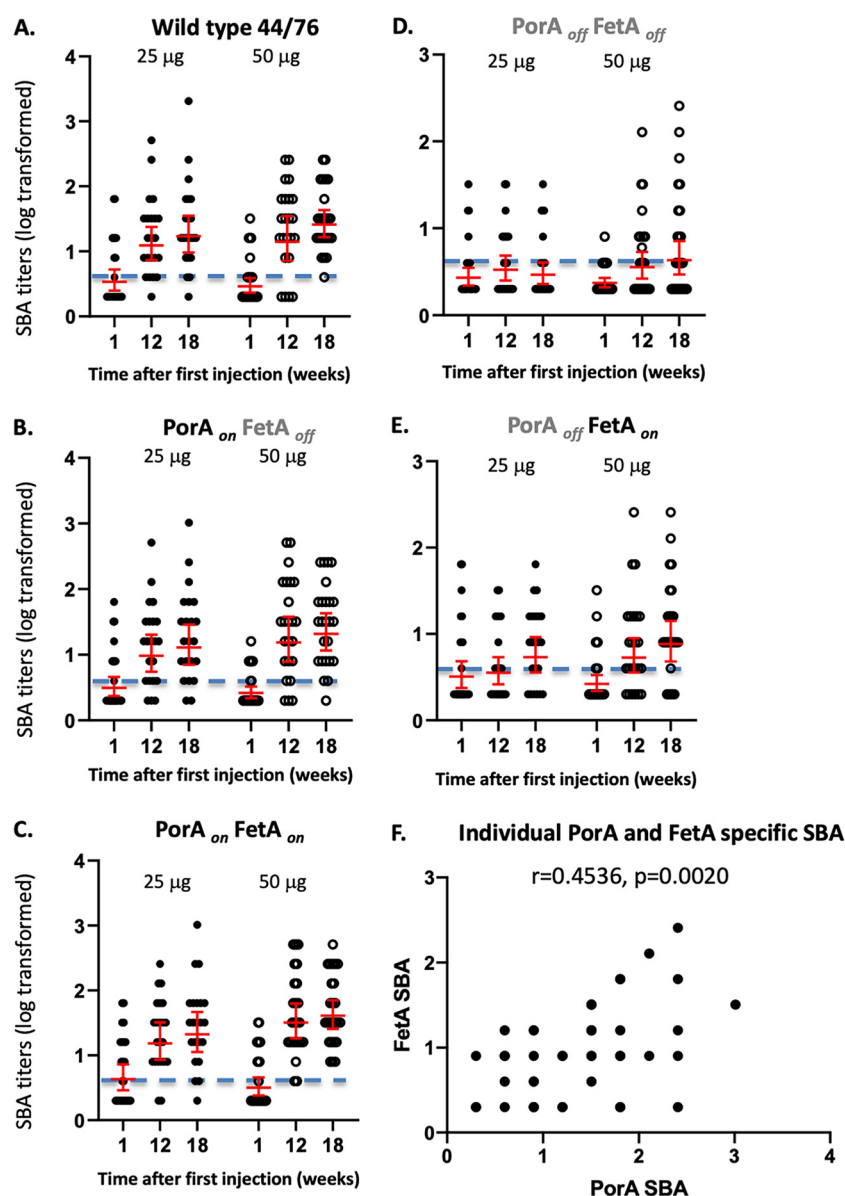 A. Wild type 44/76
25 µg 50 µg
SBA titers (log transformed)
4
3
2
1
0
1 12 18 1 12 18
Time after first injection (weeks)
B. PorA on FetA off
25 µg 50 µg
SBA titers (log transformed)
4
3
2
1
0
1 12 18 1 12 18
Time after first injection (weeks)
C. PorA on FetA on
25 µg 50 µg
SBA titers (log transformed)
4
3
2
1
0
1 12 18 1 12 18
Time after first injection (weeks)
D. PorA off FetA off
25 µg 50 µg
3
2
1
0
1 12 18 1 12 18
Time after first injection (weeks)
E. PorA off FetA on
25 µg 50 µg
3
2
1
0
1 12 18 1 12 18
Time after first injection (weeks)
F. Individual PorA and FetA specific SBA
r=0.4536, p=0.0020
FetA SBA
3
2
1
0
0 1 2 3 4
PorA SBA